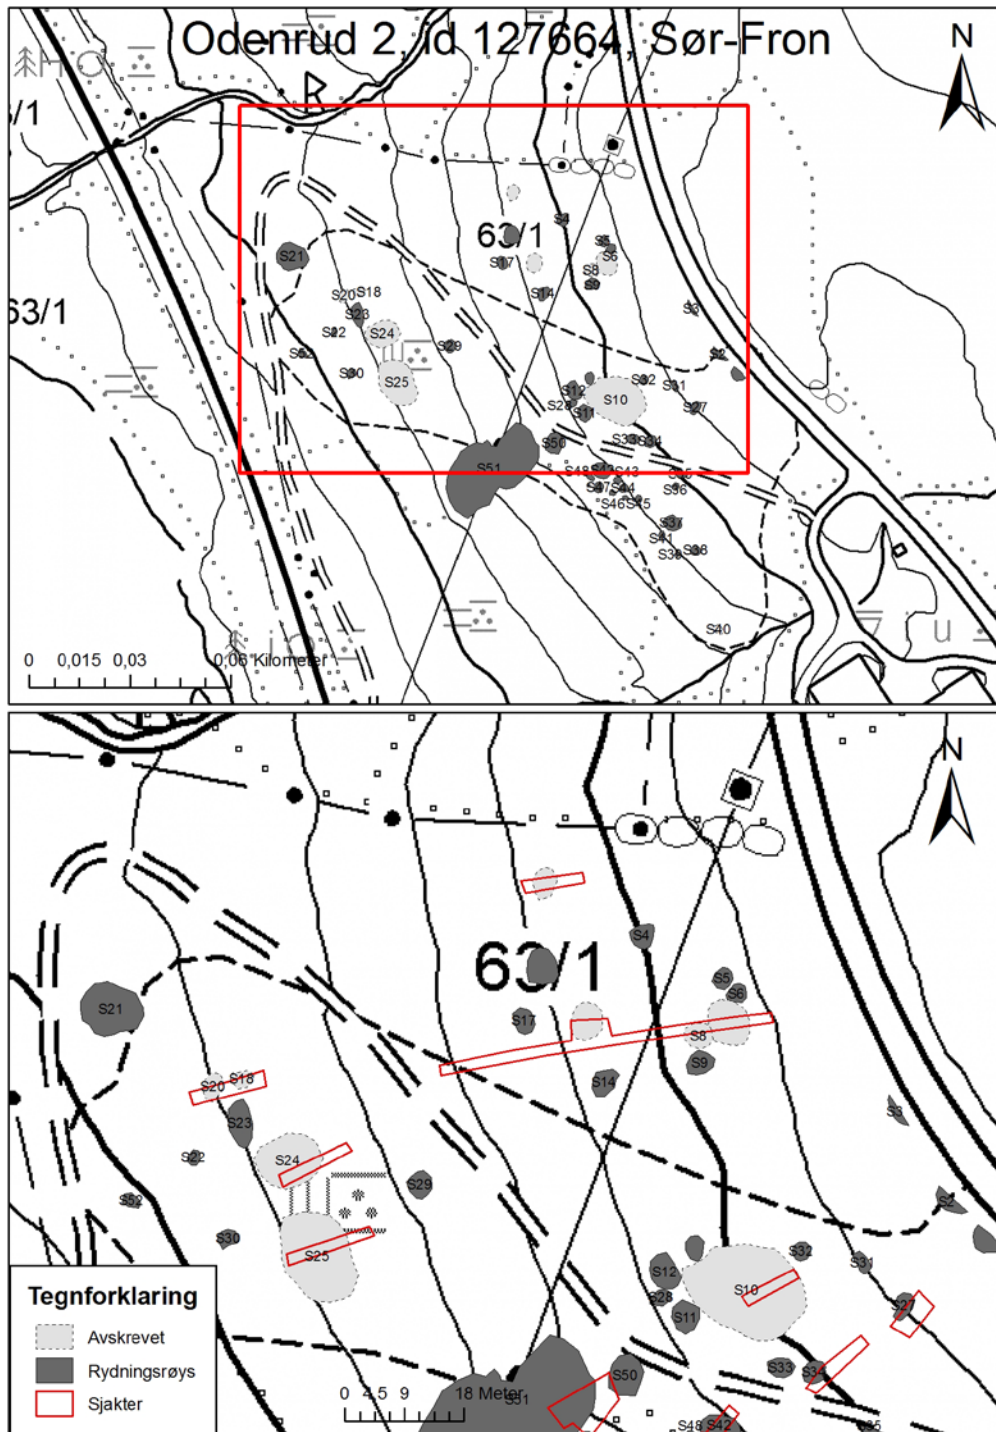 Odenrud 2, id 127664, Sør-Fron
N
R
63/1
S4
S5
S6
S21
S17
S8
S9
S20 S18
S14
S3
63/1
S23
S22
S24
S29
S2
S52
S30
S25
S12
S32
S31
S28
S10
S27
S11
S50
S33 S34
S51
S48 S42 S43
S35
S47 S44
S36
S46 S45
S37
S41
S39 S38
S40
0 0,015 0,03 0,06 Kilometer
N
S4
63/1
S5
S6
S21
S17
S8
S9
S20 S18
S14
S3
S23
S22
S24
S29
S52
S2
S30
S25
S12
S32
S31
S28
S10
S27
S11
S33 S34
S50
S51
S48 S42
S35
Tegnforklaring
Avskrevet
Rydningsrøys
Sjakter
0 4,5 9 18 Meter